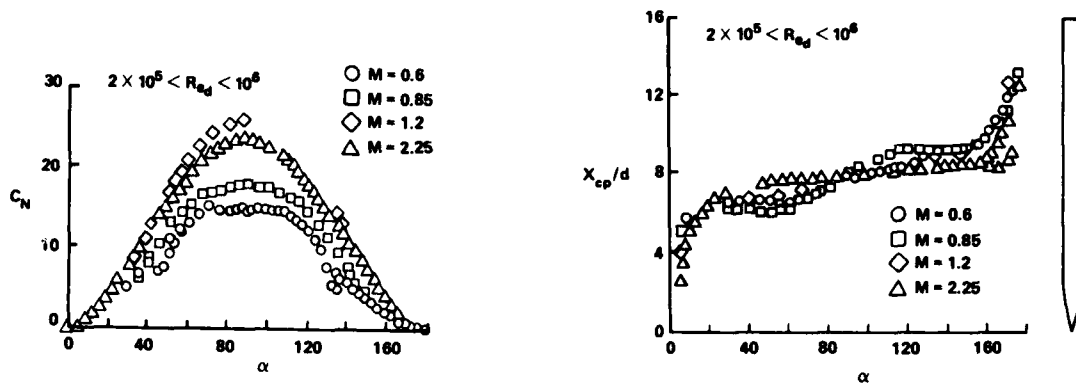 2 × 10⁵ < Rₑd < 10⁶
M = 0.6
M = 0.85
M = 1.2
M = 2.25
30
20
10
0
C_N
0
40
80
120
160
α
2 × 10⁵ < Rₑd < 10⁶
16
12
8
4
0
X_cp/d
M = 0.6
M = 0.85
M = 1.2
M = 2.25
0
40
80
120
160
α